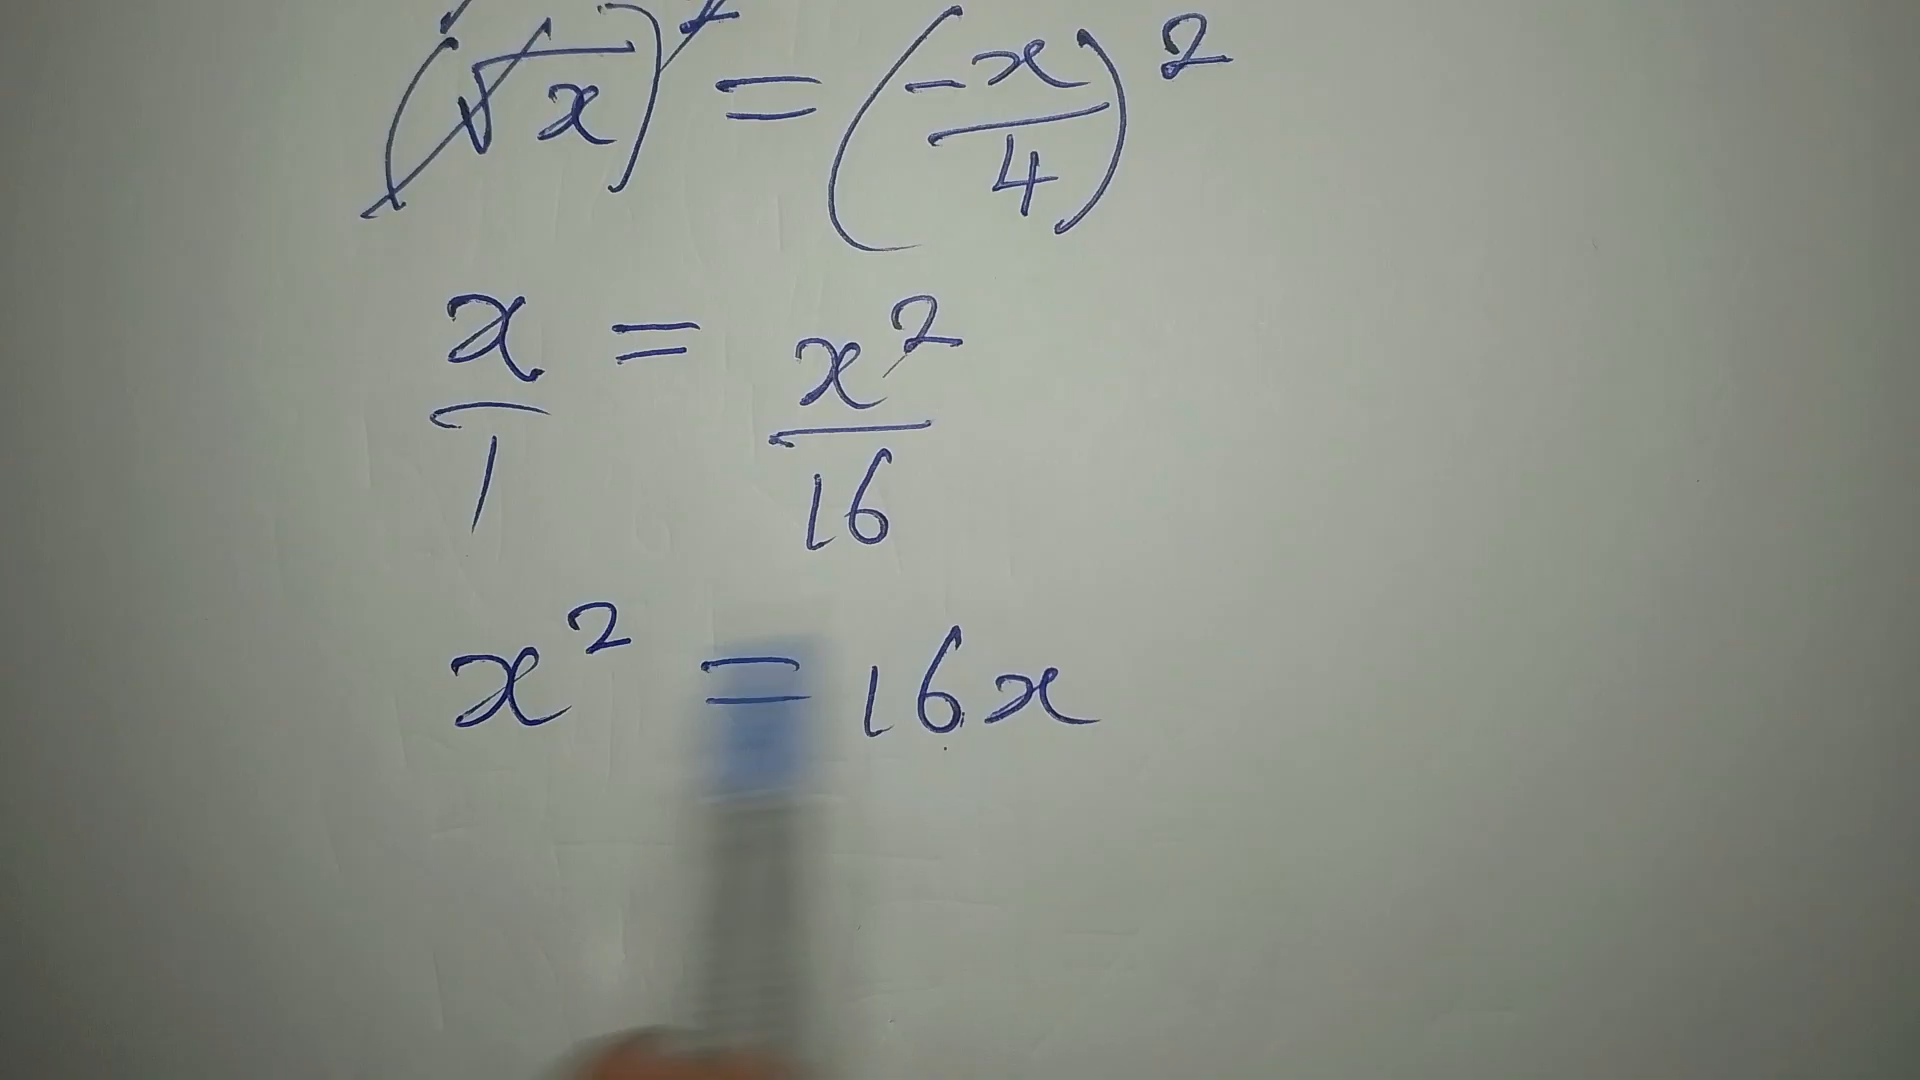 (√x)² = (-x/4)²
x/1 = x²/16
x² = 16x